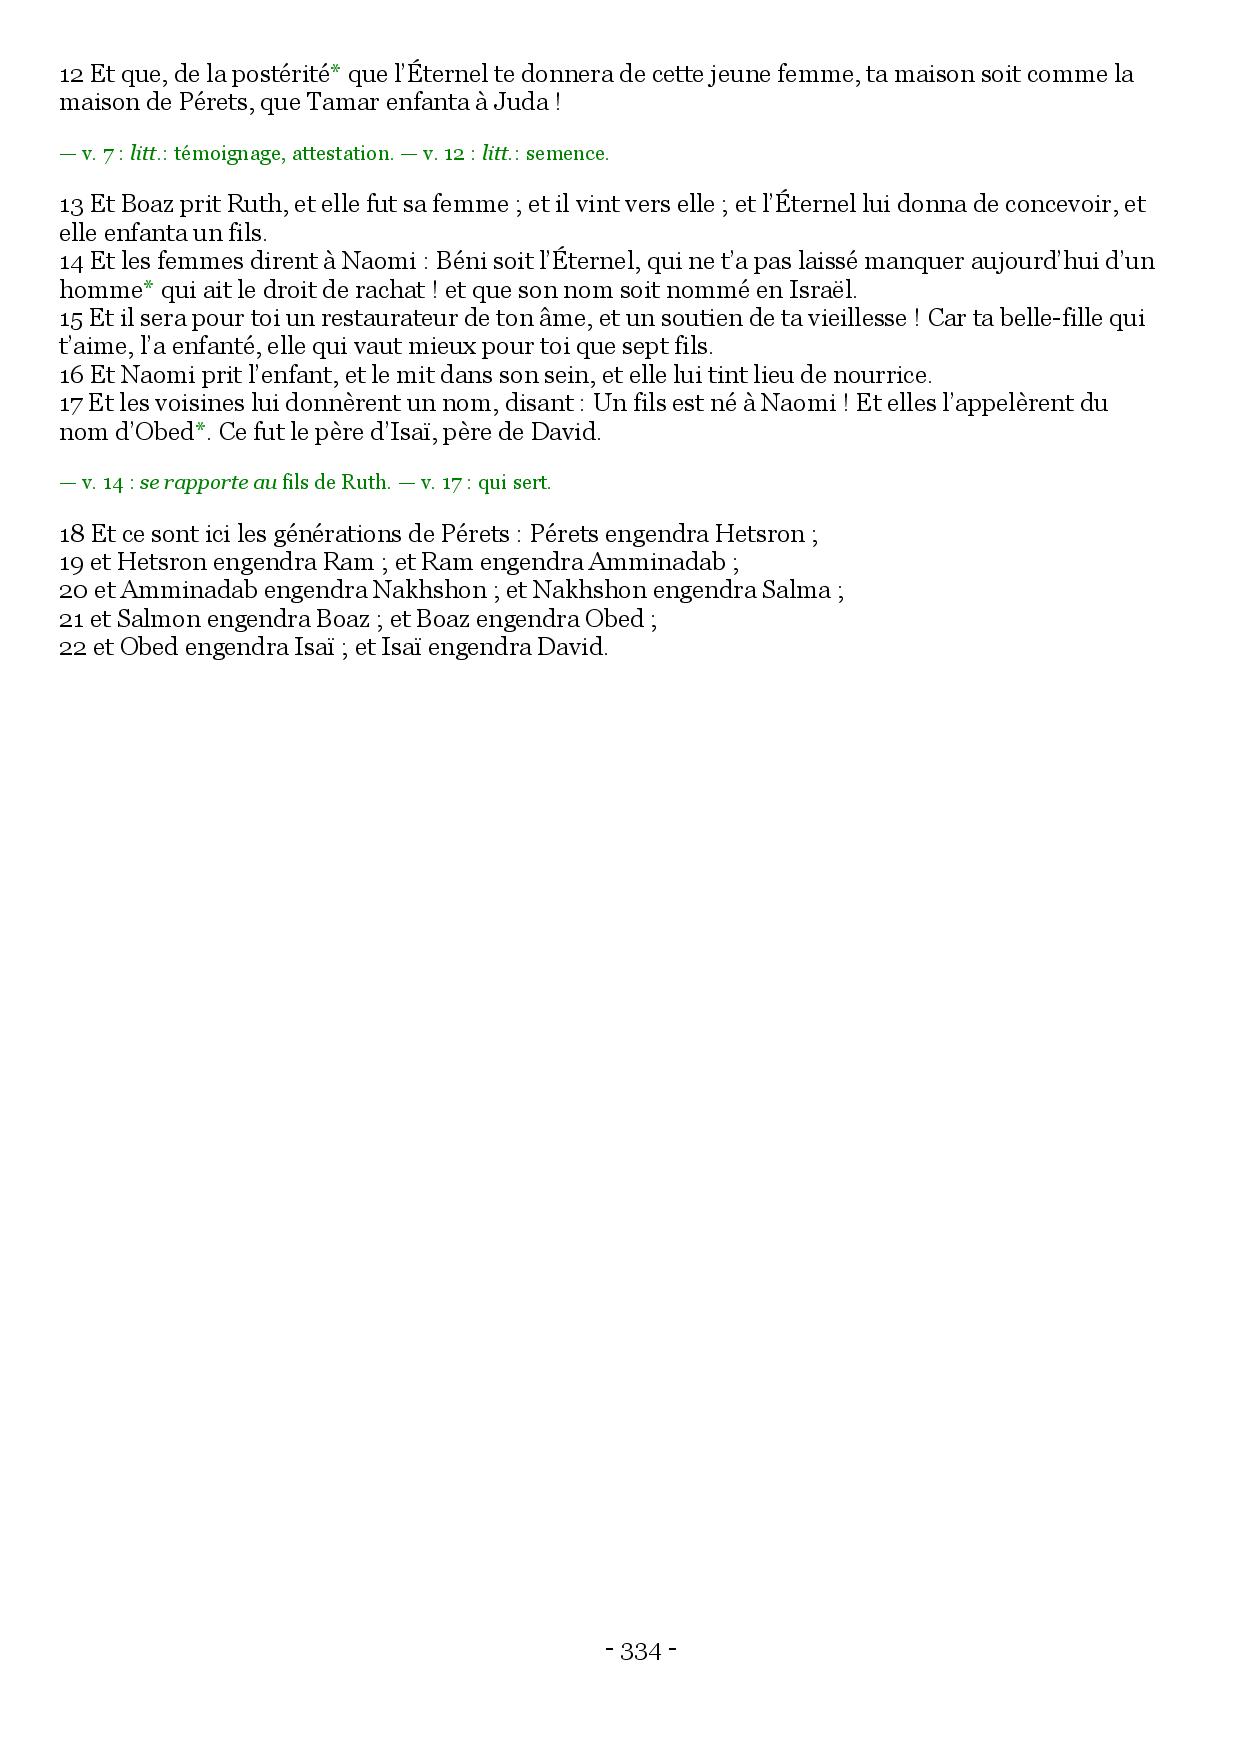 12 Et que, de la postérité* que l’Éternel te donnera de cette jeune femme, ta maison soit comme la
maison de Pérets, que Tamar enfanta à Juda !
— v. 7 : litt.: témoignage, attestation. — v. 12 : litt.: semence.
13 Et Boaz prit Ruth, et elle fut sa femme ; et il vint vers elle ; et l’Éternel lui donna de concevoir, et
elle enfanta un fils.
14 Et les femmes dirent à Naomi : Béni soit l’Éternel, qui ne t’a pas laissé manquer aujourd’hui d’un
homme* qui ait le droit de rachat ! et que son nom soit nommé en Israël.
15 Et il sera pour toi un restaurateur de ton âme, et un soutien de ta vieillesse ! Car ta belle-fille qui
t’aime, l’a enfanté, elle qui vaut mieux pour toi que sept fils.
16 Et Naomi prit l’enfant, et le mit dans son sein, et elle lui tint lieu de nourrice.
17 Et les voisines lui donnèrent un nom, disant : Un fils est né à Naomi ! Et elles l’appelèrent du
nom d’Obed*. Ce fut le père d’Isaï, père de David.
— v. 14 : se rapporte au fils de Ruth. — v. 17 : qui sert.
18 Et ce sont ici les générations de Pérets : Pérets engendra Hetsron ;
19 et Hetsron engendra Ram ; et Ram engendra Amminadab ;
20 et Amminadab engendra Nakhshon ; et Nakhshon engendra Salma ;
21 et Salmon engendra Boaz ; et Boaz engendra Obed ;
22 et Obed engendra Isaï ; et Isaï engendra David.
- 334 -